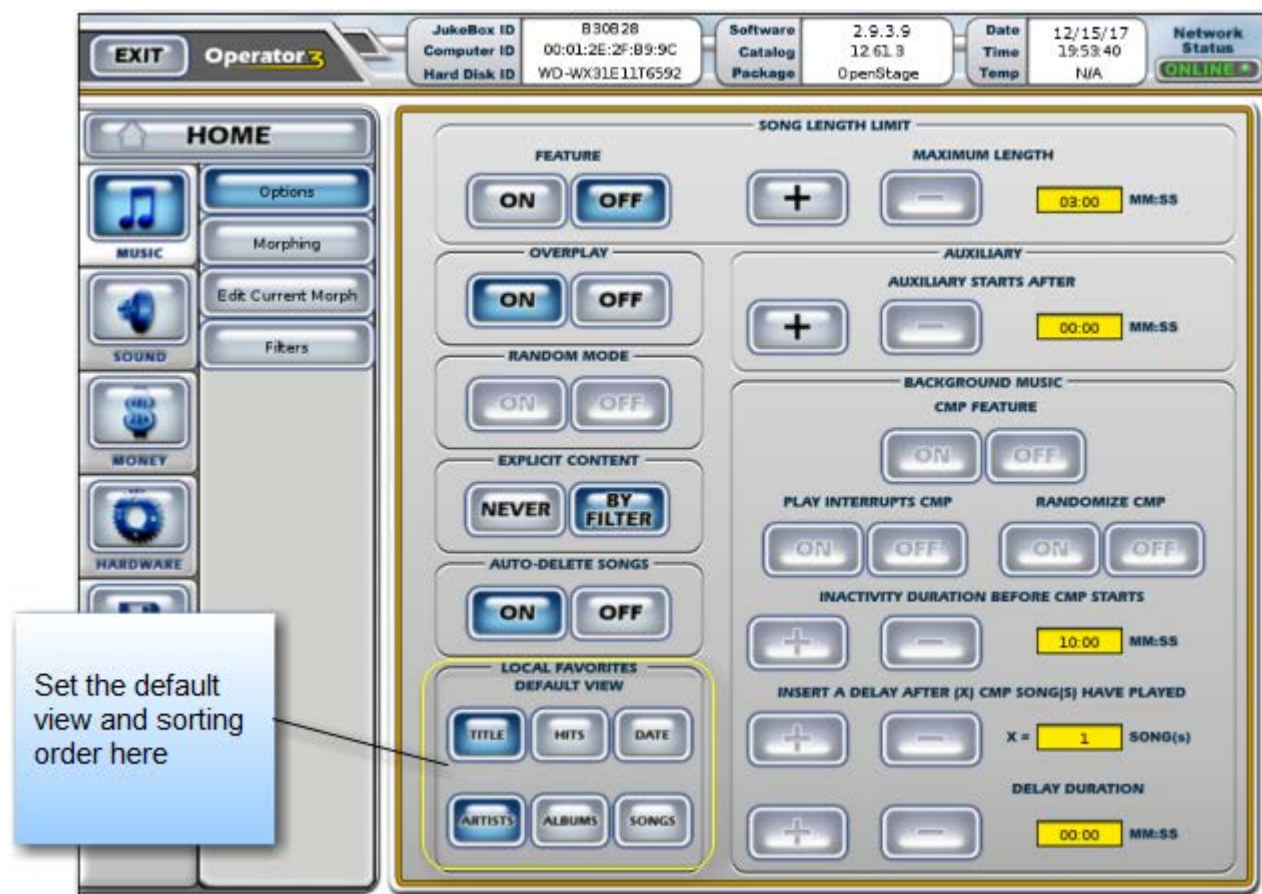 EXIT
Operator 3
JukeBox ID B30B28
Computer ID 00:01:2E:2F:B9:9C
Hard Disk ID WD-WX31E11T6592
Software 2.9.3.9
Catalog 12.61.3
Package OpenStage
Date 12/15/17
Time 19:53:40
Temp N/A
Network
Status
ONLINE
HOME
MUSIC
SOUND
MONEY
HARDWARE
Options
Morphing
Edit Current Morph
Filters
SONG LENGTH LIMIT
FEATURE
ON OFF
MAXIMUM LENGTH
+ − 03:00 MM:SS
OVERPLAY
ON OFF
AUXILIARY
AUXILIARY STARTS AFTER
+ − 00:00 MM:SS
RANDOM MODE
ON OFF
EXPLICIT CONTENT
NEVER BY FILTER
AUTO-DELETE SONGS
ON OFF
LOCAL FAVORITES
DEFAULT VIEW
TITLE HITS DATE
ARTISTS ALBUMS SONGS
BACKGROUND MUSIC
CMP FEATURE
ON OFF
PLAY INTERRUPTS CMP
ON OFF
RANDOMIZE CMP
ON OFF
INACTIVITY DURATION BEFORE CMP STARTS
+ − 10:00 MM:SS
INSERT A DELAY AFTER (X) CMP SONG(S) HAVE PLAYED
+ − X = 1 SONG(s)
DELAY DURATION
+ − 00:00 MM:SS
Set the default
view and sorting
order here